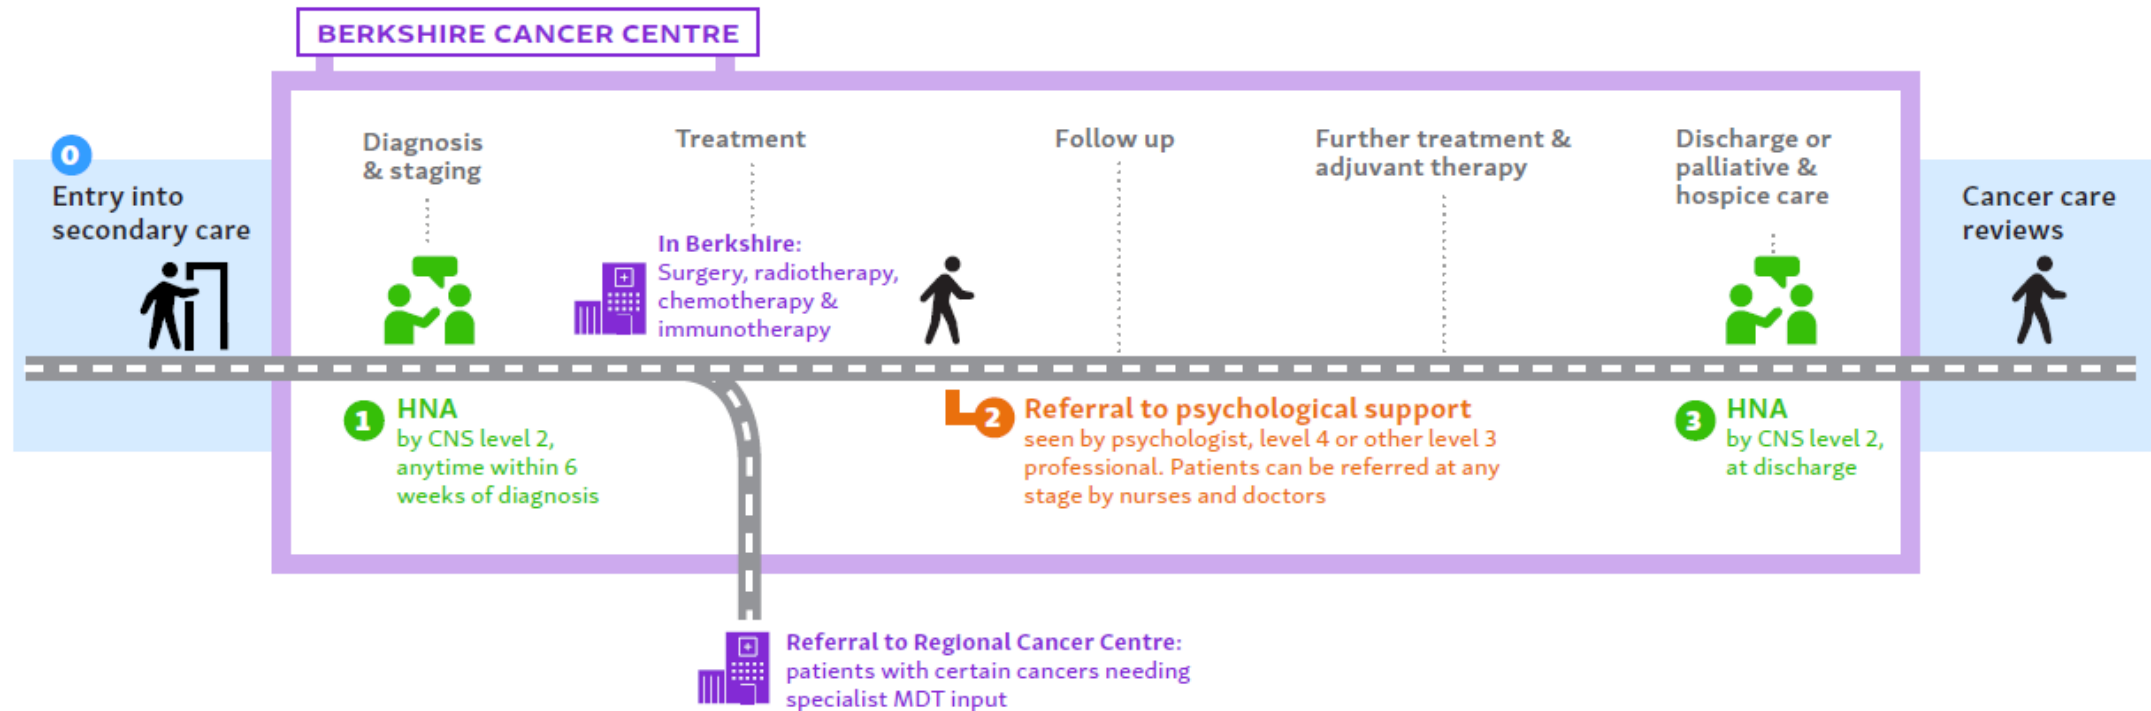 BERKSHIRE CANCER CENTRE
0
Entry into
secondary care
Diagnosis
& staging
Treatment
In Berkshire:
Surgery, radiotherapy,
chemotherapy &
immunotherapy
Follow up
Further treatment &
adjuvant therapy
Discharge or
palliative &
hospice care
Cancer care
reviews
1
HNA
by CNS level 2,
anytime within 6
weeks of diagnosis
2
Referral to psychological support
seen by psychologist, level 4 or other level 3
professional. Patients can be referred at any
stage by nurses and doctors
3
HNA
by CNS level 2,
at discharge
Referral to Regional Cancer Centre:
patients with certain cancers needing
specialist MDT input